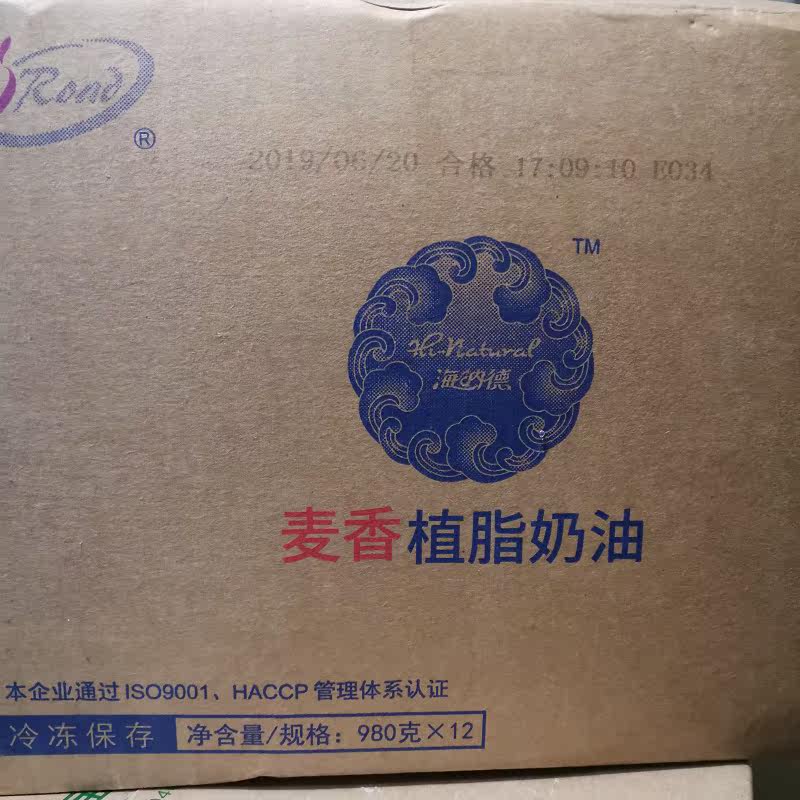 Road
®
2019/06/20 合格 17:09:10 E034
TM
Hi-Natural
海纳德
麦香植脂奶油
本企业通过ISO9001、HACCP管理体系认证
冷冻保存 净含量/规格：980克×12